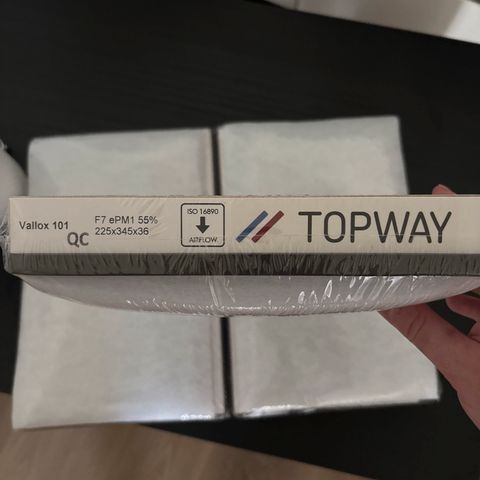 Vallox 101
QC
F7 ePM1 55%
225x345x36
ISO 16890
AIRFLOW
TOPWAY